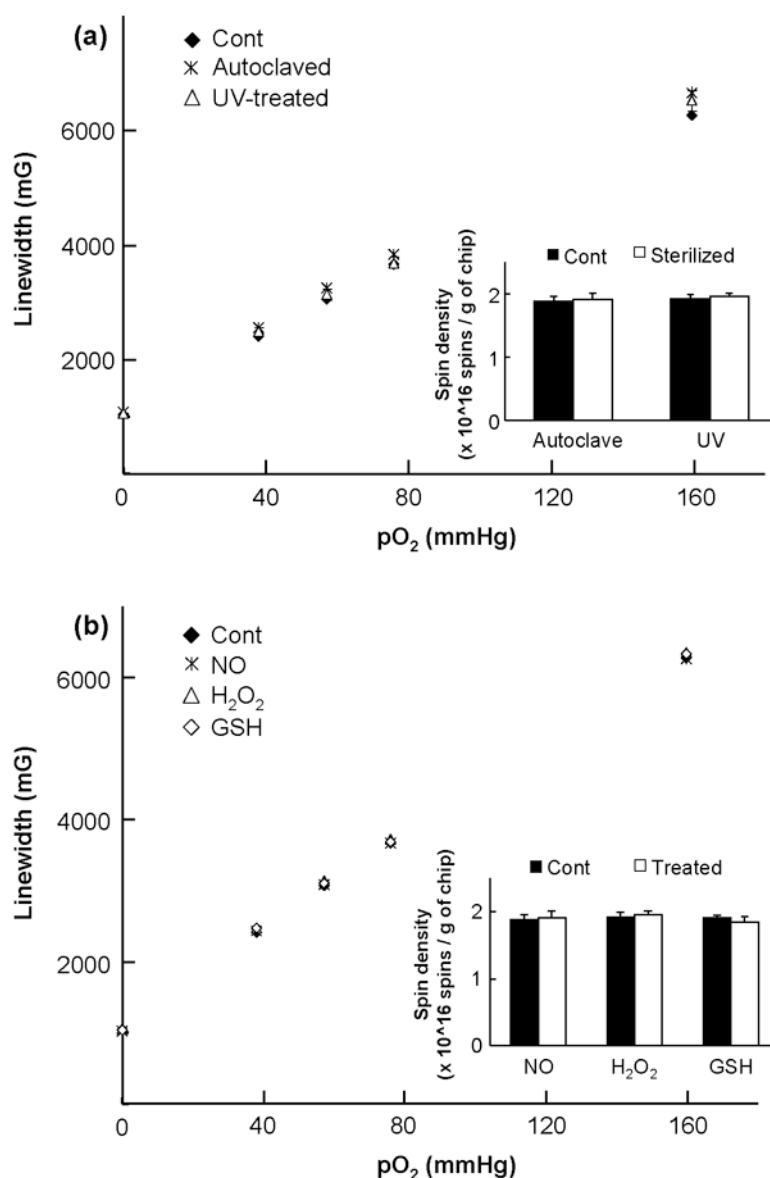 (a)
Cont
Autoclaved
UV-treated
Linewidth (mG)
6000
4000
2000
0
40
80
120
160
pO₂ (mmHg)
Cont
Sterilized
Spin density
(x 10^16 spins / g of chip)
2
1
0
Autoclave
UV
(b)
Cont
NO
H₂O₂
GSH
Linewidth (mG)
6000
4000
2000
0
40
80
120
160
pO₂ (mmHg)
Cont
Treated
Spin density
(x 10^16 spins / g of chip)
2
1
0
NO
H₂O₂
GSH